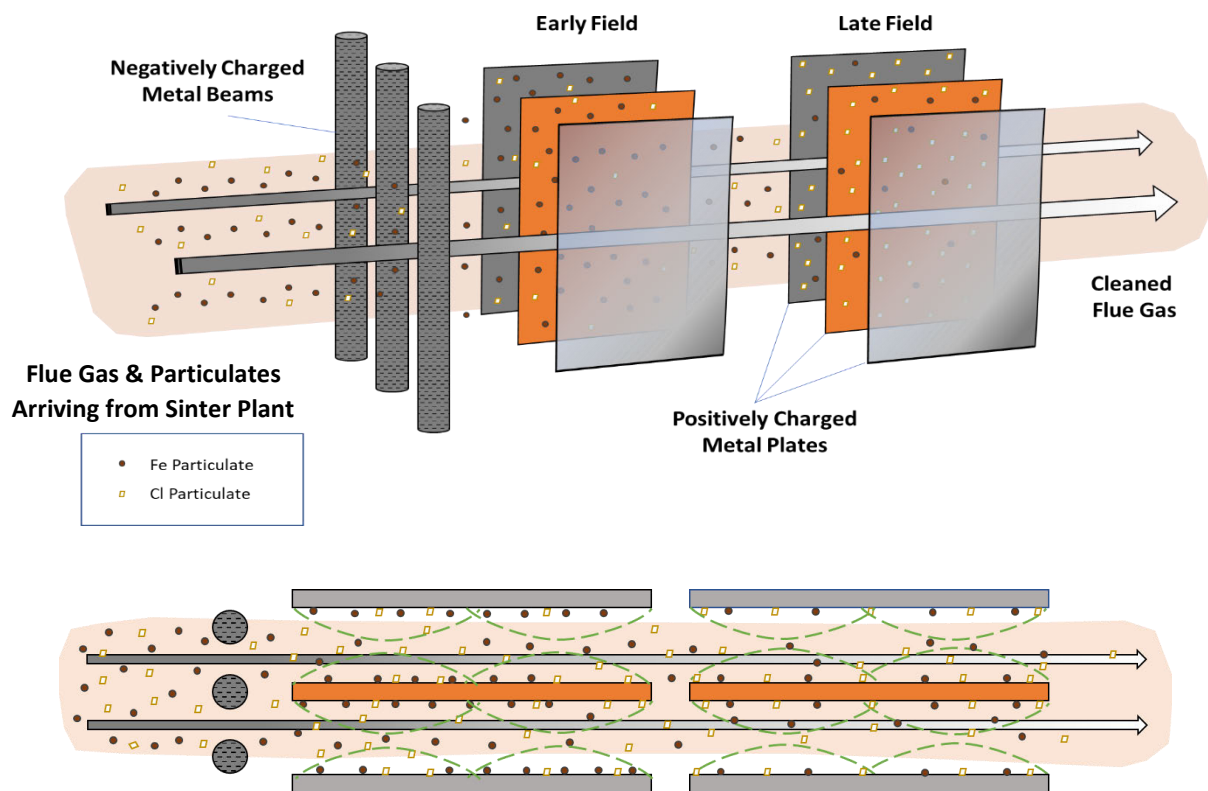 Early Field
Late Field
Negatively Charged
Metal Beams
Cleaned
Flue Gas
Flue Gas & Particulates
Arriving from Sinter Plant
Positively Charged
Metal Plates
Fe Particulate
Cl Particulate